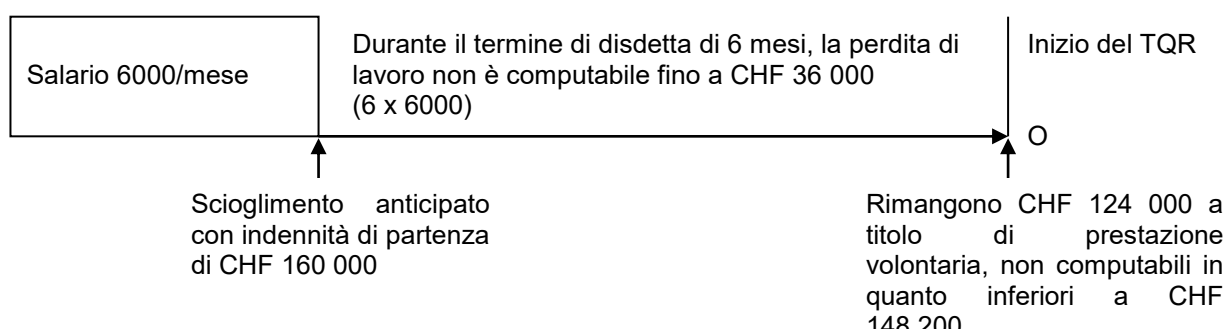 Salario 6000/mese
Durante il termine di disdetta di 6 mesi, la perdita di
lavoro non è computabile fino a CHF 36 000
(6 x 6000)
Inizio del TQR
O
Scioglimento anticipato
con indennità di partenza
di CHF 160 000
Rimangono CHF 124 000 a
titolo di prestazione
volontaria, non computabili in
quanto inferiori a CHF
148 200